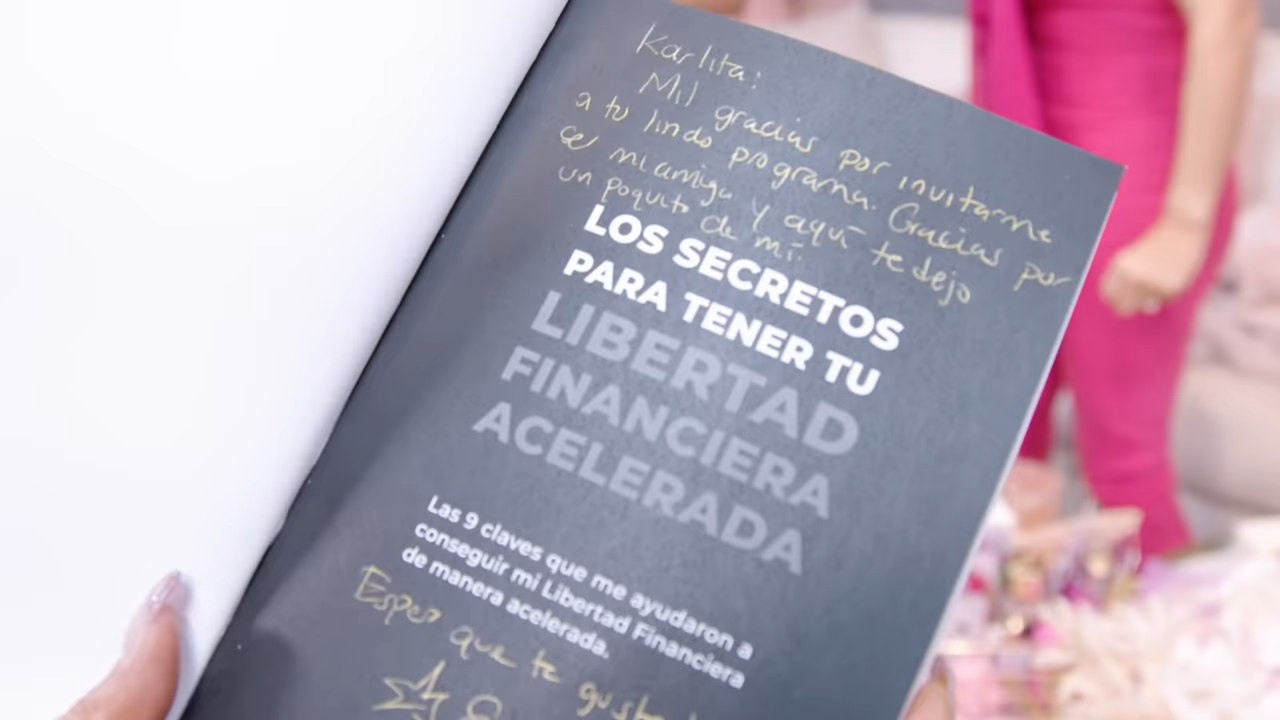 Karlita:
Mil gracias por invitarme
a tu lindo programa. Gracias por
ser mi amiga y aquí te dejo
un poquito de mí.
LOS SECRETOS
PARA TENER TU
LIBERTAD
FINANCIERA
ACELERADA
Las 9 claves que me ayudaron a
conseguir mi Libertad Financiera
de manera acelerada.
Espero que te guste